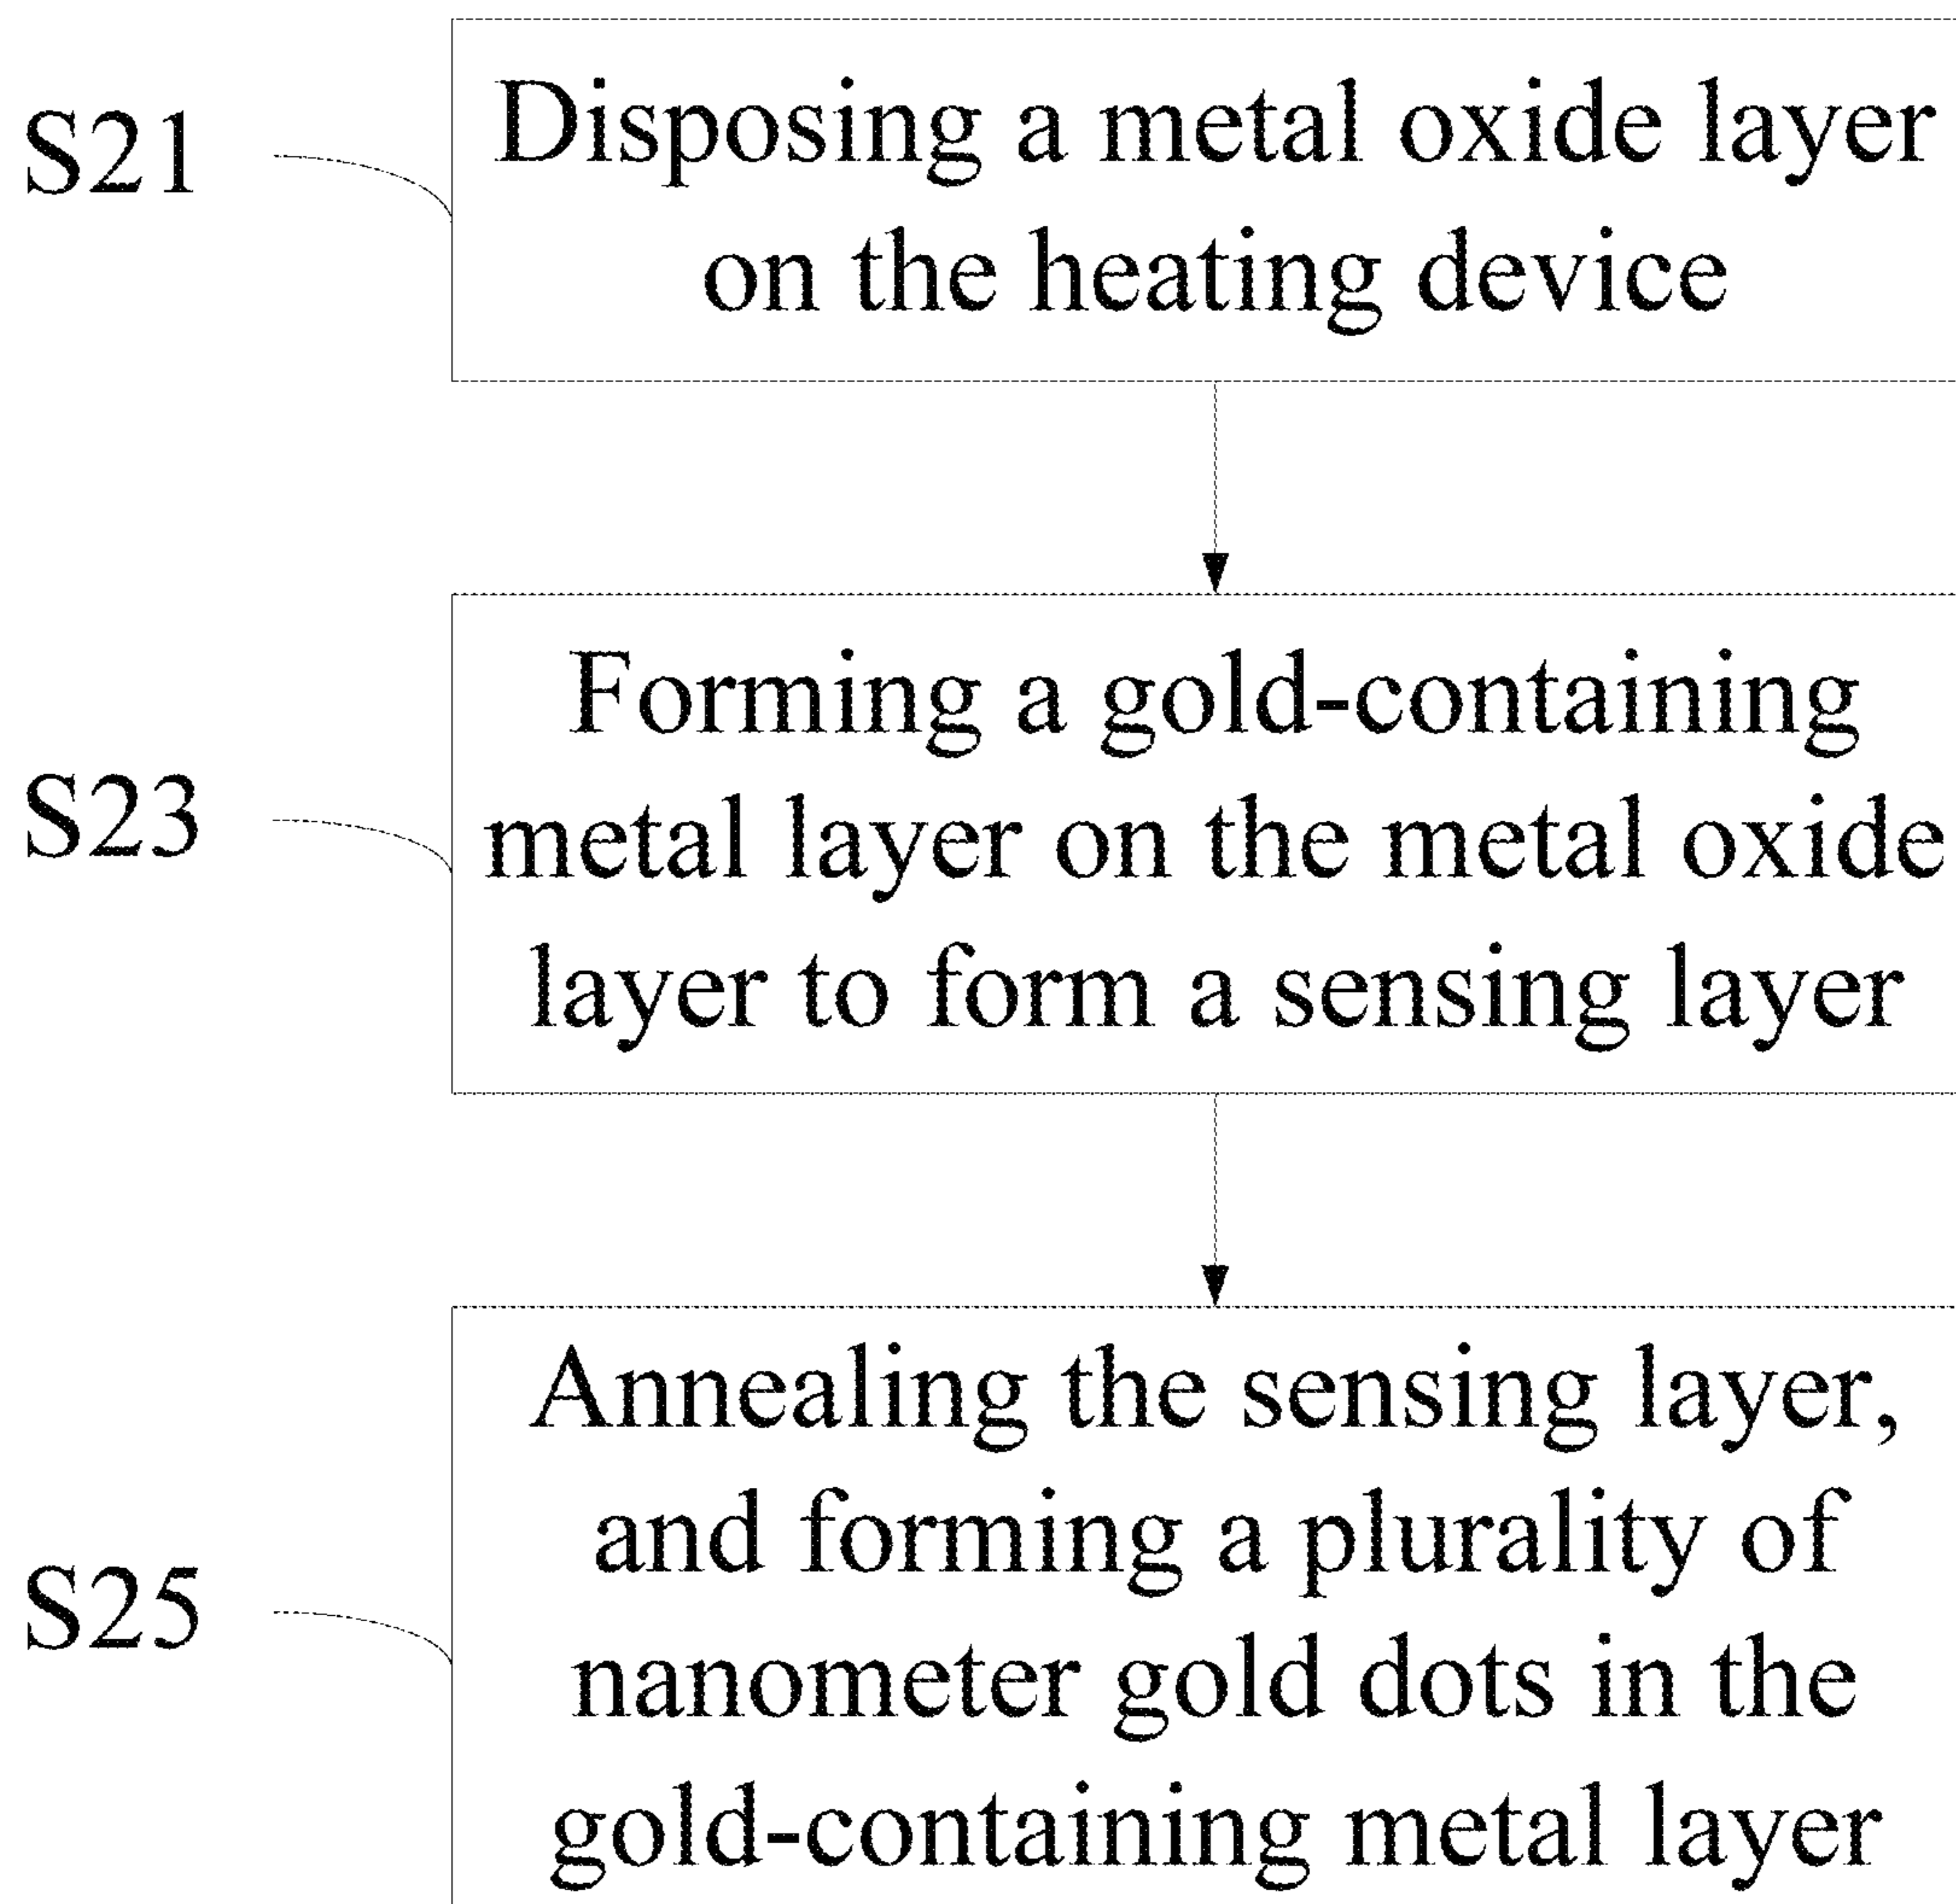 S21
Disposing a metal oxide layer
on the heating device
S23
Forming a gold-containing
metal layer on the metal oxide
layer to form a sensing layer
S25
Annealing the sensing layer,
and forming a plurality of
nanometer gold dots in the
gold-containing metal layer